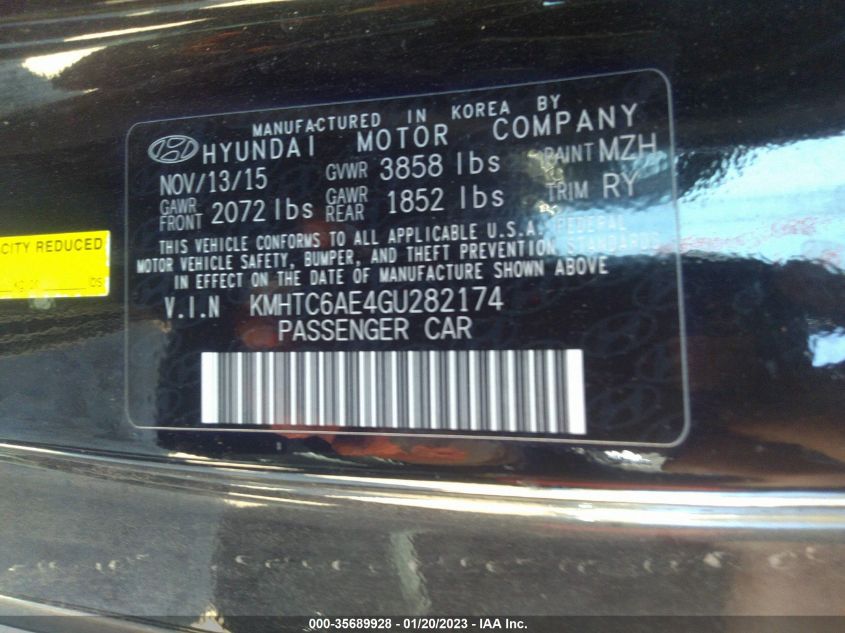 MANUFACTURED IN KOREA BY
HYUNDAI MOTOR COMPANY
NOV/13/15 GVWR 3858 lbs PAINT MZH
GAWR FRONT 2072 lbs GAWR REAR 1852 lbs TRIM RY
THIS VEHICLE CONFORMS TO ALL APPLICABLE U.S.A. FEDERAL
MOTOR VEHICLE SAFETY, BUMPER, AND THEFT PREVENTION STANDARDS
IN EFFECT ON THE DATE OF MANUFACTURE SHOWN ABOVE
V.I.N KMHTC6AE4GU282174
PASSENGER CAR
CITY REDUCED
lbs
000-35689928 - 01/20/2023 - IAA Inc.